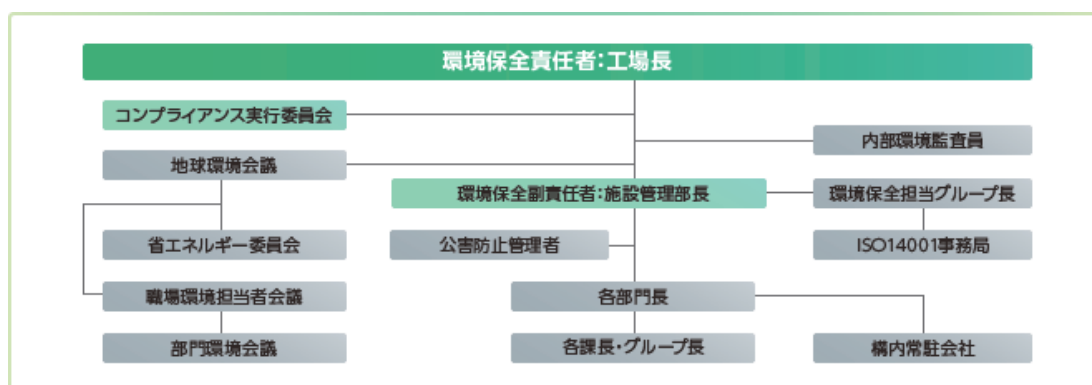 環境保全責任者:工場長
コンプライアンス実行委員会
内部環境監査員
地球環境会議
環境保全副責任者:施設管理部長
環境保全担当グループ長
省エネルギー委員会
公害防止管理者
ISO14001事務局
職場環境担当者会議
各部門長
部門環境会議
各課長・グループ長
構内常駐会社